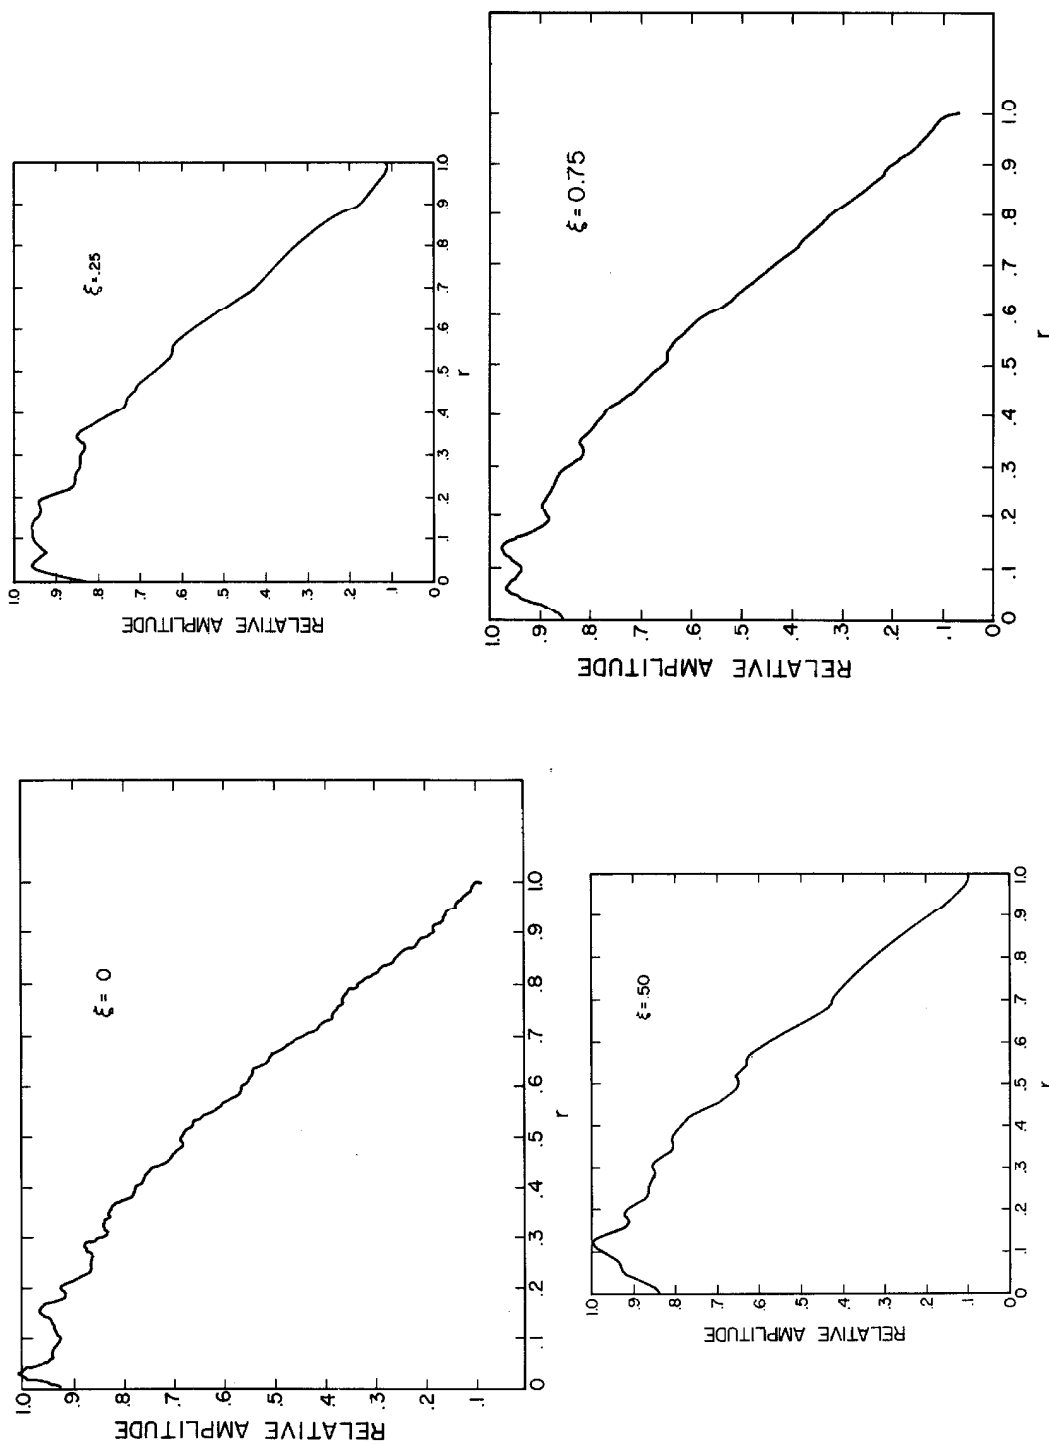 RELATIVE AMPLITUDE
1.0
.9
.8
.7
.6
.5
.4
.3
.2
.1
ξ = 0
0 .1 .2 .3 .4 .5 .6 .7 .8 .9 1.0
r
RELATIVE AMPLITUDE
1.0
.9
.8
.7
.6
.5
.4
.3
.2
.1
0
ξ=.25
0 .1 .2 .3 .4 .5 .6 .7 .8 .9 1.0
r
RELATIVE AMPLITUDE
1.0
.9
.8
.7
.6
.5
.4
.3
.2
.1
0
ξ=.50
0 .1 .2 .3 .4 .5 .6 .7 .8 .9 1.0
r
RELATIVE AMPLITUDE
1.0
.9
.8
.7
.6
.5
.4
.3
.2
.1
0
ξ = 0.75
0 .1 .2 .3 .4 .5 .6 .7 .8 .9 1.0
r